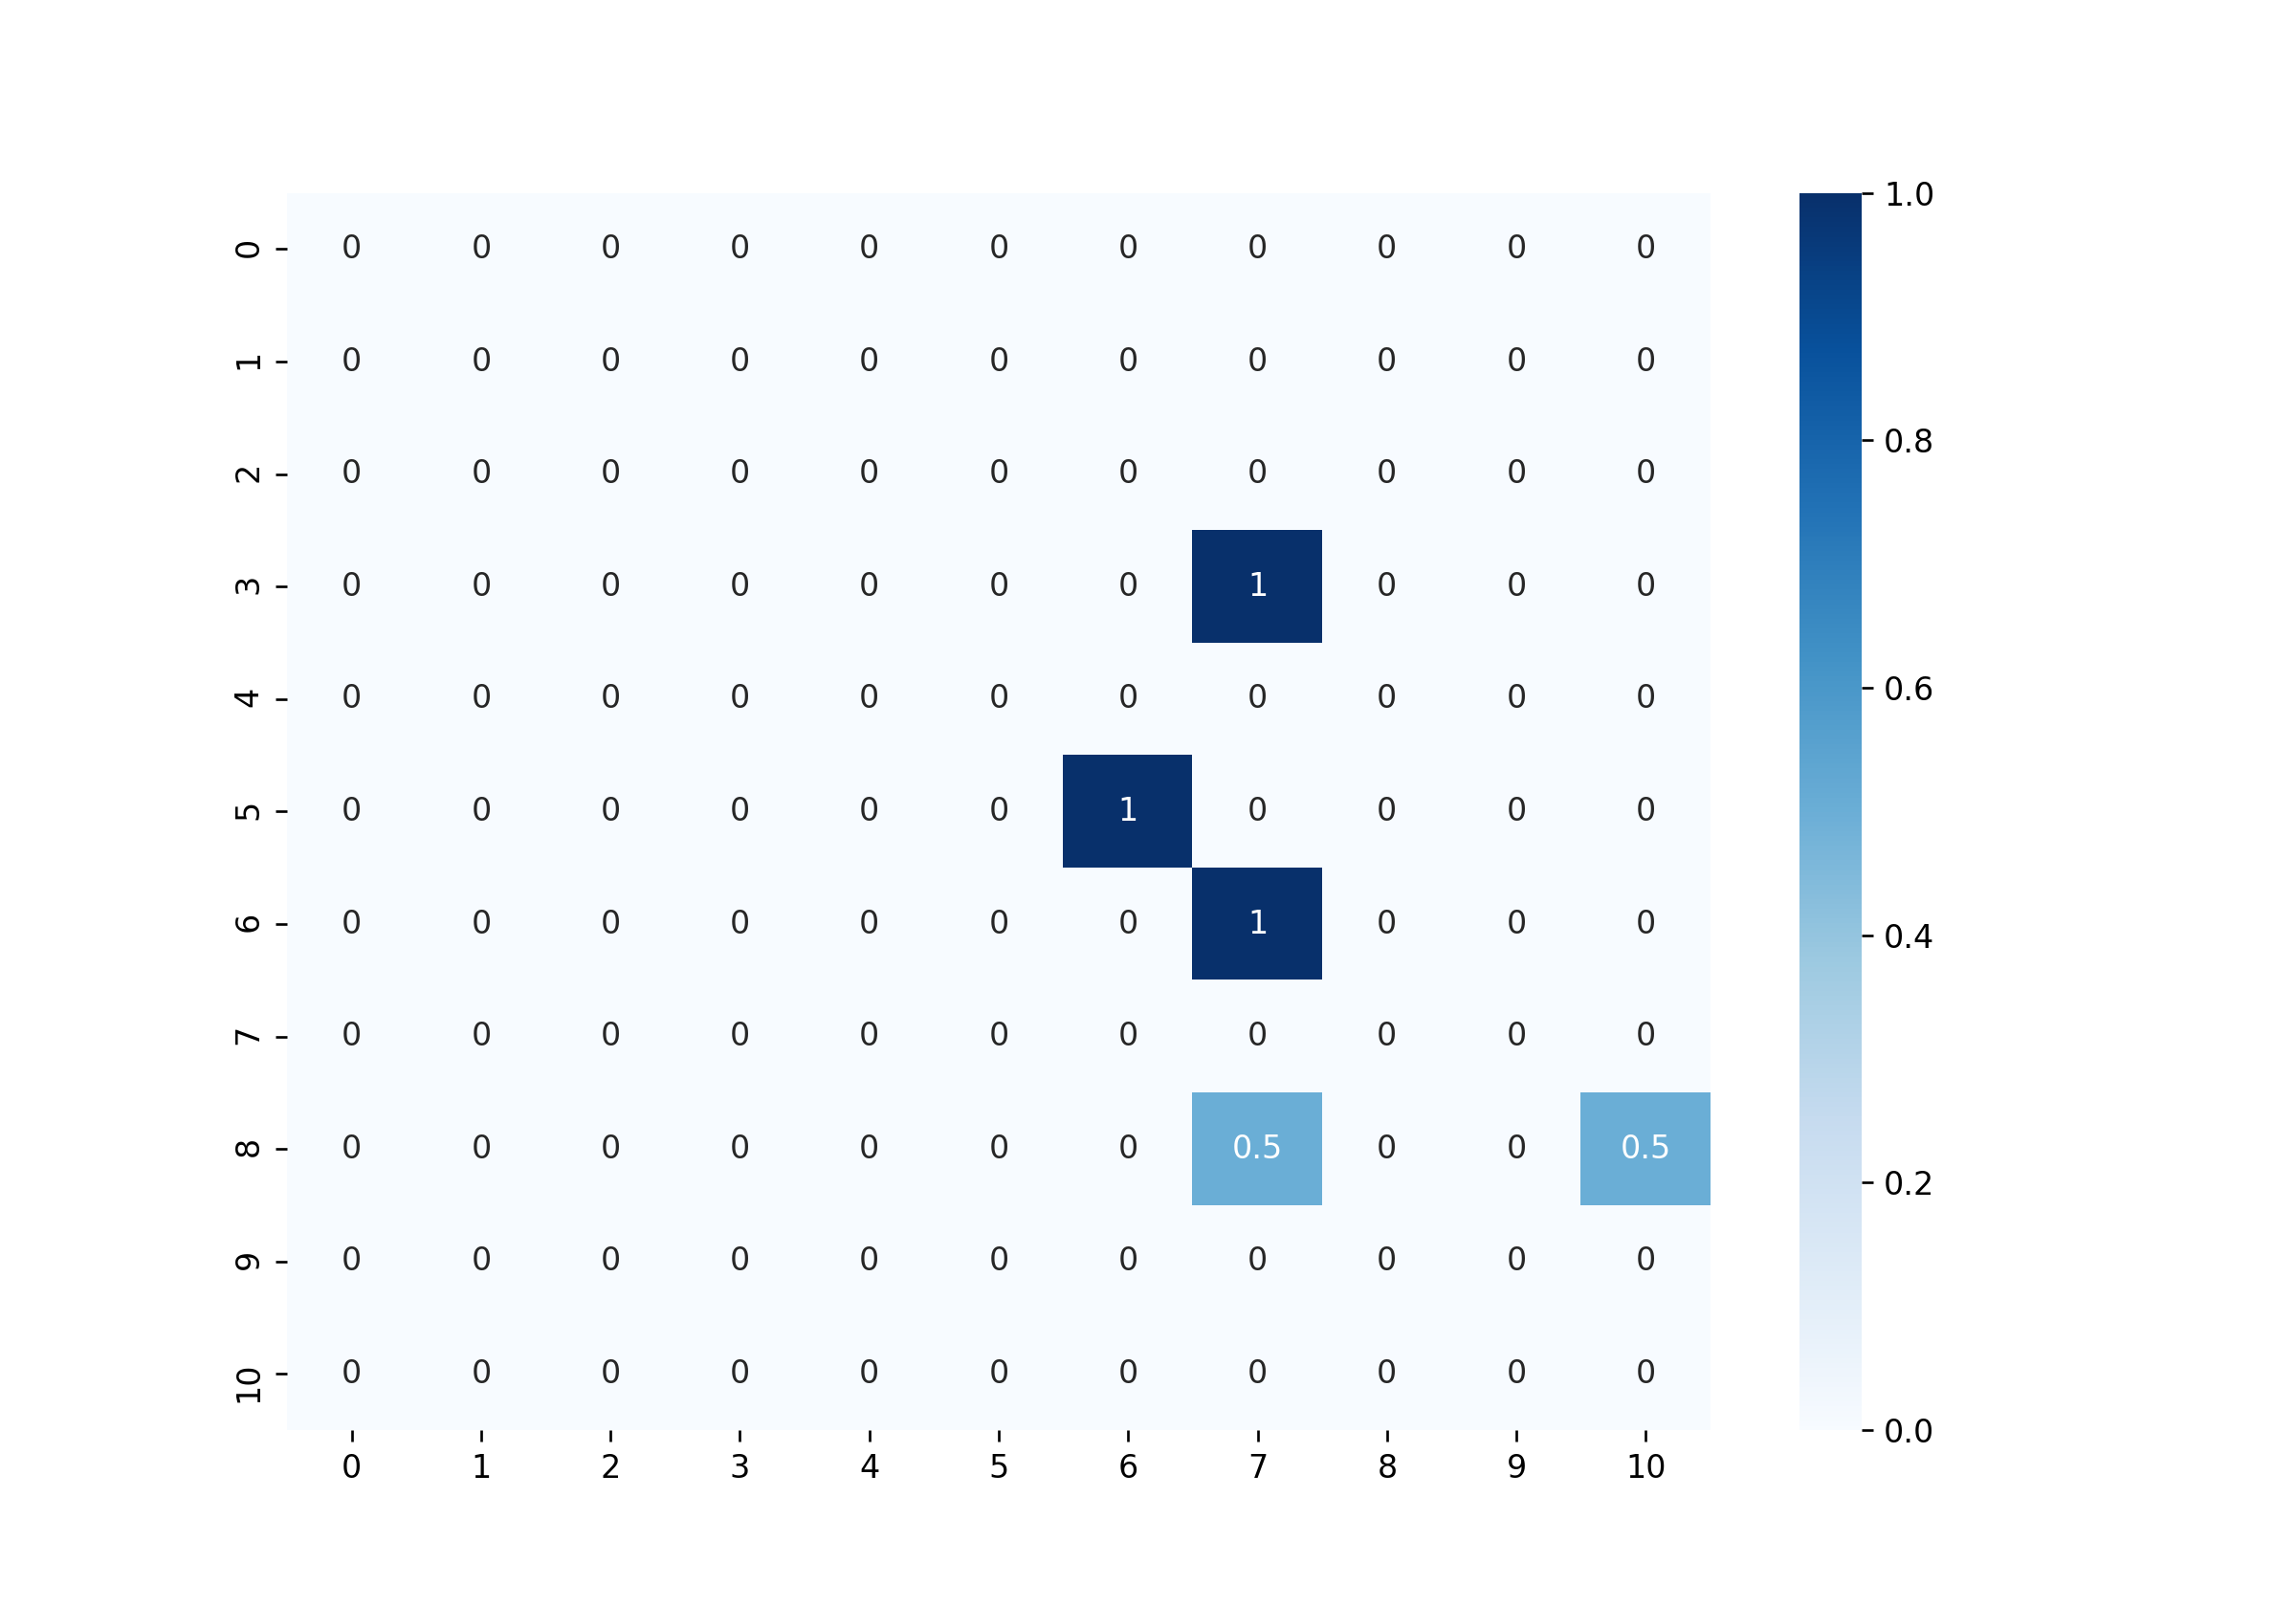 0 0 0 0 0 0 0 0 0 0 0 0
1 0 0 0 0 0 0 0 0 0 0 0
2 0 0 0 0 0 0 0 0 0 0 0
3 0 0 0 0 0 0 0 1 0 0 0
4 0 0 0 0 0 0 0 0 0 0 0
5 0 0 0 0 0 0 1 0 0 0 0
6 0 0 0 0 0 0 0 1 0 0 0
7 0 0 0 0 0 0 0 0 0 0 0
8 0 0 0 0 0 0 0 0.5 0 0 0.5
9 0 0 0 0 0 0 0 0 0 0 0
10 0 0 0 0 0 0 0 0 0 0 0
0 1 2 3 4 5 6 7 8 9 10
1.0
0.8
0.6
0.4
0.2
0.0